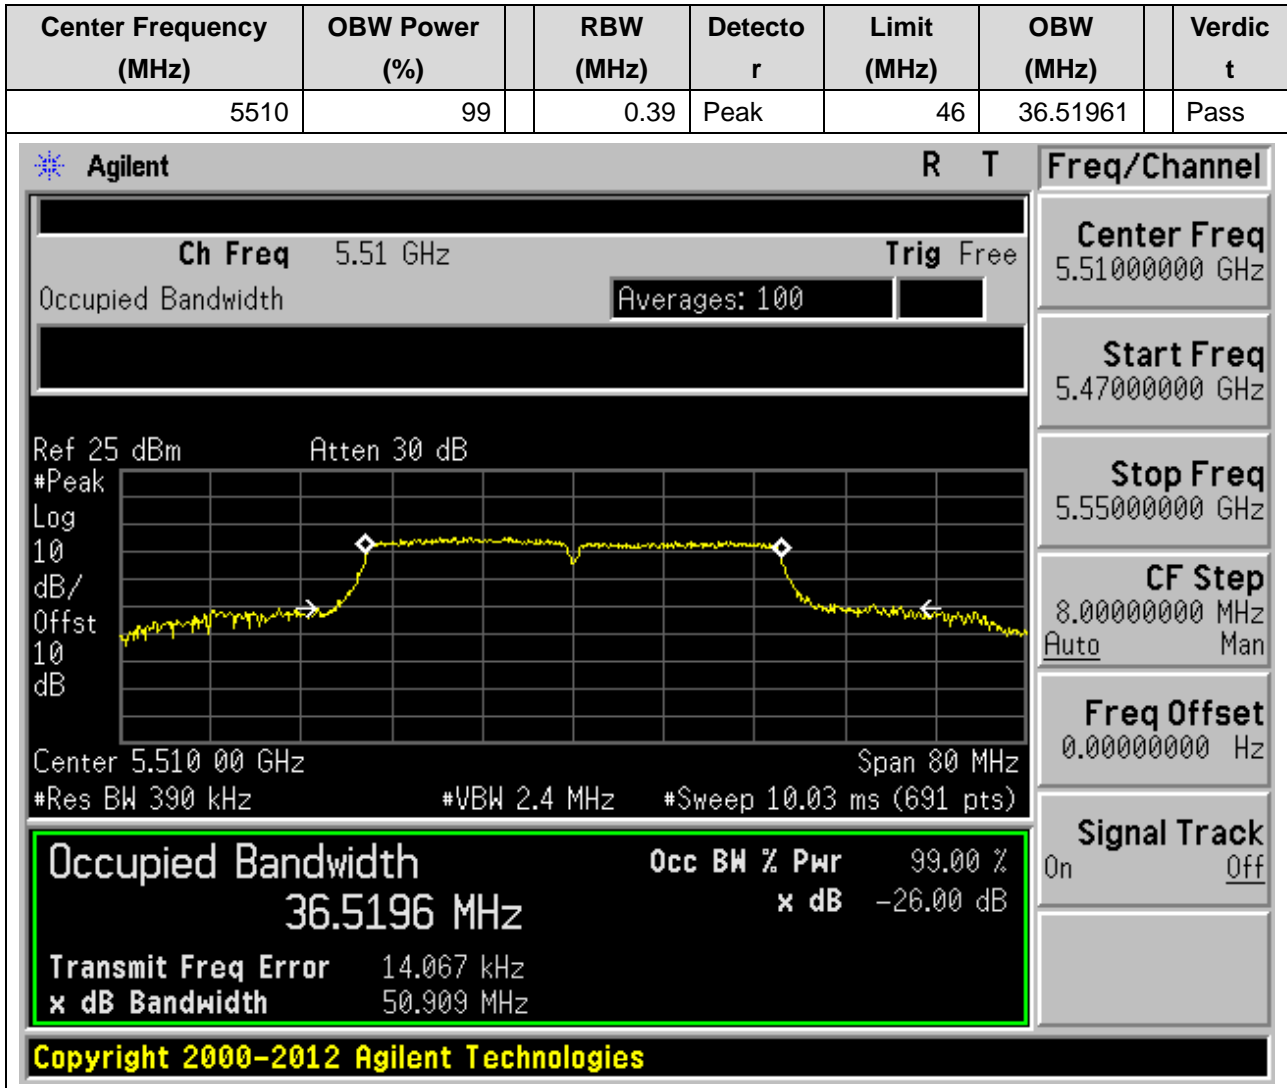 Center Frequency OBW Power RBW Detecto Limit OBW Verdic
(MHz) (%) (MHz) r (MHz) (MHz) t
5510 99 0.39 Peak 46 36.51961 Pass
Agilent R T Freq/Channel
Ch Freq 5.51 GHz Trig Free
Occupied Bandwidth Averages: 100
Center Freq
5.51000000 GHz
Start Freq
5.47000000 GHz
Stop Freq
5.55000000 GHz
CF Step
8.00000000 MHz
Auto Man
Freq Offset
0.00000000 Hz
Signal Track
On Off
Ref 25 dBm Atten 30 dB
#Peak
Log
10
dB/
Offst
10
dB
Center 5.510 00 GHz Span 80 MHz
#Res BW 390 kHz #VBW 2.4 MHz #Sweep 10.03 ms (691 pts)
Occupied Bandwidth Occ BW % Pwr 99.00 %
36.5196 MHz x dB -26.00 dB
Transmit Freq Error 14.067 kHz
x dB Bandwidth 50.909 MHz
Copyright 2000-2012 Agilent Technologies